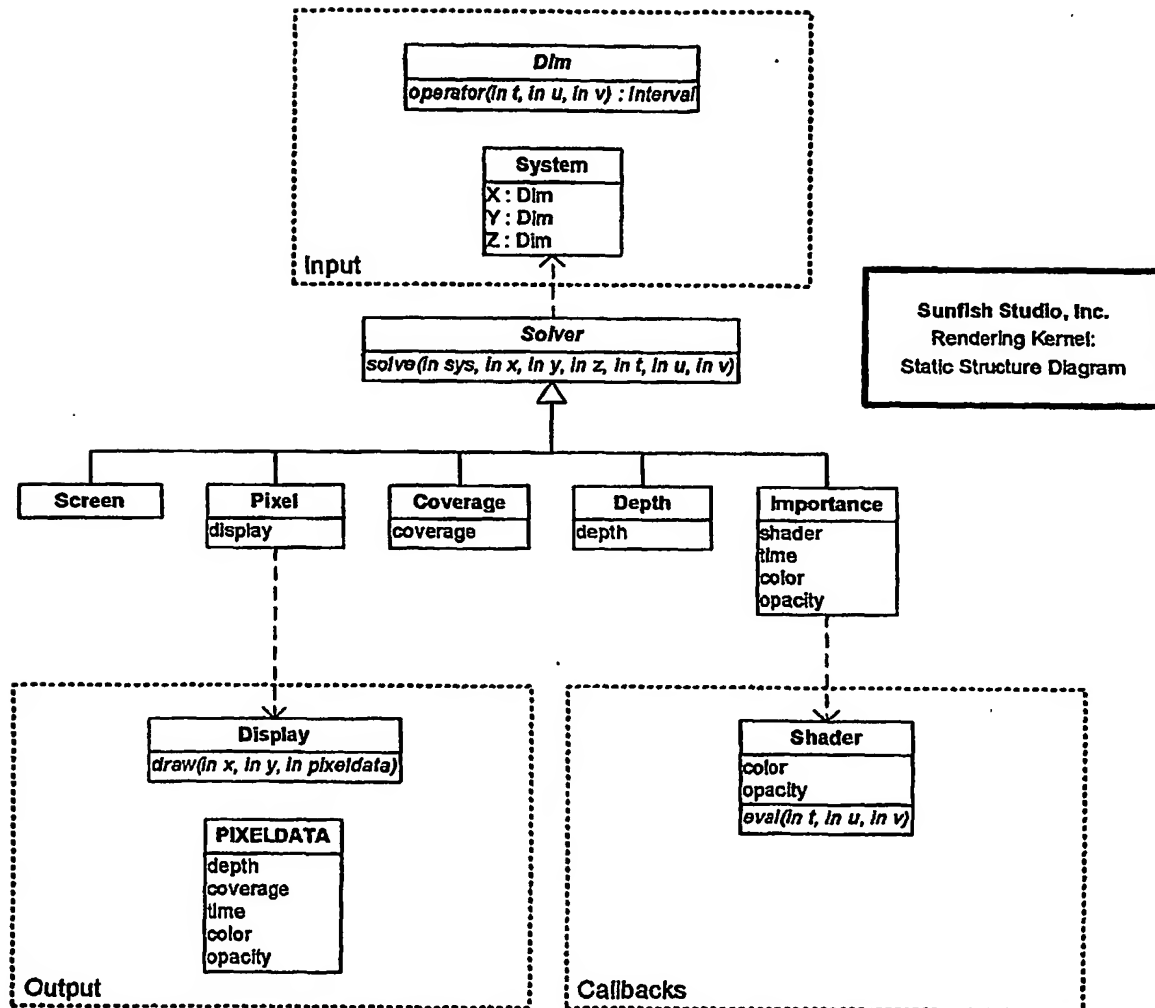 Dim
operator(in t, in u, in v) : Interval
System
X : Dim
Y : Dim
Z : Dim
Input
Sunfish Studio, Inc.
Rendering Kernel:
Static Structure Diagram
Solver
solve(in sys, in x, in y, in z, in t, in u, in v)
Screen
Pixel
display
Coverage
coverage
Depth
depth
Importance
shader
time
color
opacity
Display
draw(in x, in y, in pixeldata)
PIXELDATA
depth
coverage
time
color
opacity
Output
Shader
color
opacity
eval(in t, in u, in v)
Callbacks